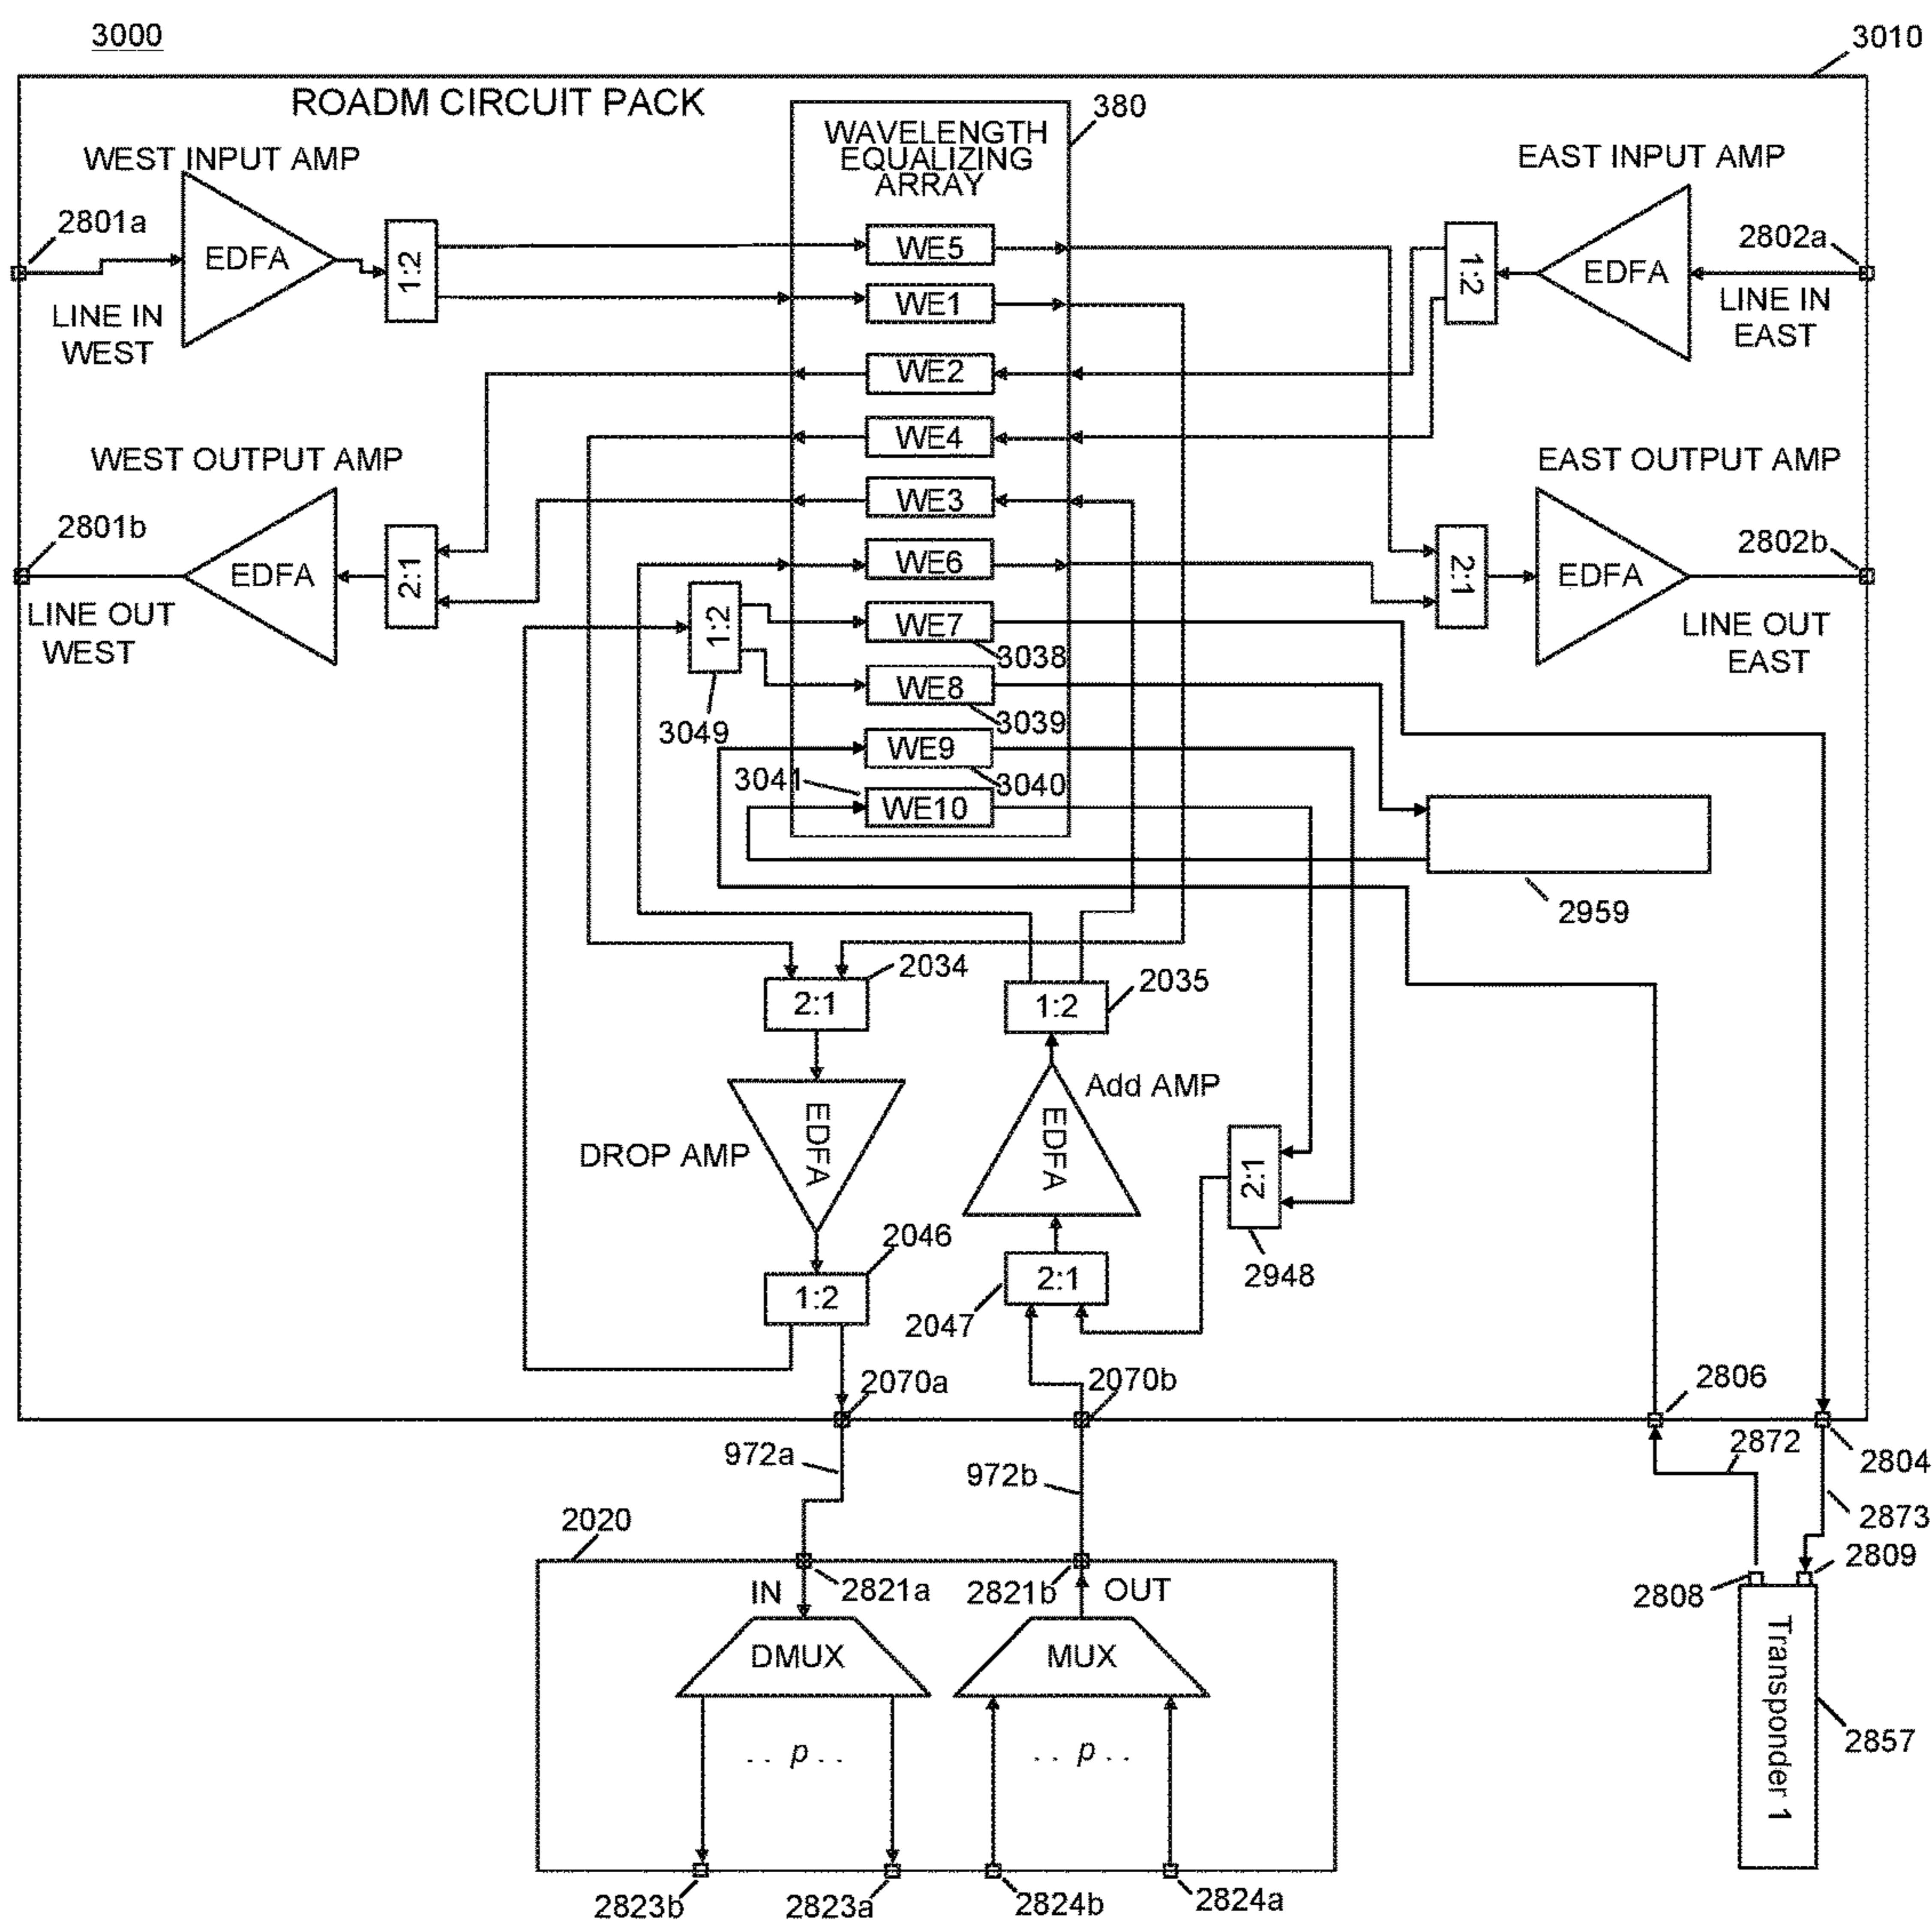 3000
3010
ROADM CIRCUIT PACK
380
WAVELENGTH
EQUALIZING
ARRAY
WEST INPUT AMP
EAST INPUT AMP
2801a
EDFA
1:2
WE5
1:2
EDFA
2802a
LINE IN
WEST
WE1
LINE IN
EAST
WE2
WE4
WEST OUTPUT AMP
EAST OUTPUT AMP
WE3
2801b
EDFA
2:1
WE6
2:1
EDFA
2802b
LINE OUT
WEST
1:2
WE7
3038
LINE OUT
EAST
WE8
3039
3049
WE9
3040
3041
WE10
2959
2034
2:1
2035
1:2
Add AMP
EDFA
EDFA
DROP AMP
2:1
2948
2046
1:2
2:1
2047
2070a
2070b
2806
972a
972b
2872
2804
2873
2020
2809
IN
2821a
2821b
OUT
2808
DMUX
MUX
Transponder 1
2857
. . p . .
. . p . .
2823b
2823a
2824b
2824a